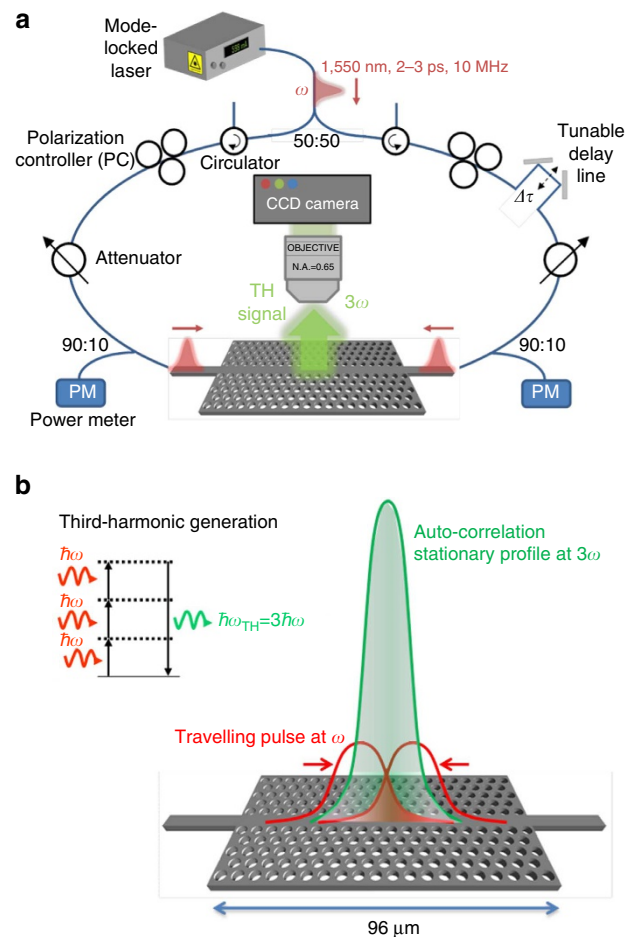 a
Mode-
locked
laser
1,550 nm, 2–3 ps, 10 MHz
ω
50:50
Polarization
controller (PC)
Circulator
Tunable
delay
line
Δτ
CCD camera
OBJECTIVE
N.A.=0.65
Attenuator
TH
signal
3ω
90:10
90:10
PM
PM
Power meter
b
Third-harmonic generation
Auto-correlation
stationary profile at 3ω
ħω
ħω
ħω
ħωTH=3ħω
Travelling pulse at ω
96 μm